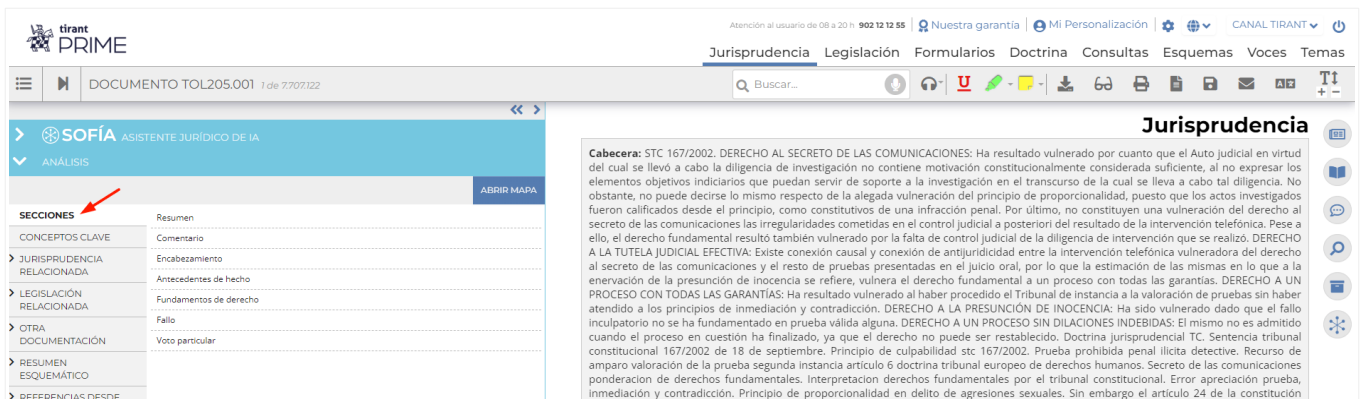 Atención al usuario de 08 a 20 h 902 12 12 55 Nuestra garantía Mi Personalización CANAL TIRANT
tirant
PRIME
Jurisprudencia Legislación Formularios Doctrina Consultas Esquemas Voces Temas
DOCUMENTO TOL205.001 1 de 7.707.122
Buscar...
SOFÍA ASISTENTE JURÍDICO DE IA
ANÁLISIS
ABRIR MAPA
SECCIONES
CONCEPTOS CLAVE
JURISPRUDENCIA
RELACIONADA
LEGISLACIÓN
RELACIONADA
OTRA
DOCUMENTACIÓN
RESUMEN
ESQUEMÁTICO
REFERENCIAS DESDE
Resumen
Comentario
Encabezamiento
Antecedentes de hecho
Fundamentos de derecho
Fallo
Voto particular
Jurisprudencia
Cabecera: STC 167/2002. DERECHO AL SECRETO DE LAS COMUNICACIONES: Ha resultado vulnerado por cuanto que el Auto judicial en virtud
del cual se llevó a cabo la diligencia de investigación no contiene motivación constitucionalmente considerada suficiente, al no expresar los
elementos objetivos indiciarios que puedan servir de soporte a la investigación en el transcurso de la cual se lleva a cabo tal diligencia. No
obstante, no puede decirse lo mismo respecto de la alegada vulneración del principio de proporcionalidad, puesto que los actos investigados
fueron calificados desde el principio, como constitutivos de una infracción penal. Por último, no constituyen una vulneración del derecho al
secreto de las comunicaciones las irregularidades cometidas en el control judicial a posteriori del resultado de la intervención telefónica. Pese a
ello, el derecho fundamental resultó también vulnerado por la falta de control judicial de la diligencia de intervención que se realizó. DERECHO
A LA TUTELA JUDICIAL EFECTIVA: Existe conexión causal y conexión de antijuridicidad entre la intervención telefónica vulneradora del derecho
al secreto de las comunicaciones y el resto de pruebas presentadas en el juicio oral, por lo que la estimación de las mismas en lo que a la
enervación de la presunción de inocencia se refiere, vulnera el derecho fundamental a un proceso con todas las garantías. DERECHO A UN
PROCESO CON TODAS LAS GARANTÍAS: Ha resultado vulnerado al haber procedido el Tribunal de instancia a la valoración de pruebas sin haber
atendido a los principios de inmediación y contradicción. DERECHO A LA PRESUNCIÓN DE INOCENCIA: Ha sido vulnerado dado que el fallo
inculpatorio no se ha fundamentado en prueba válida alguna. DERECHO A UN PROCESO SIN DILACIONES INDEBIDAS: El mismo no es admitido
cuando el proceso en cuestión ha finalizado, ya que el derecho no puede ser restablecido. Doctrina jurisprudencial TC. Sentencia tribunal
constitucional 167/2002 de 18 de septiembre. Principio de culpabilidad stc 167/2002. Prueba prohibida penal ilicita detective. Recurso de
amparo valoración de la prueba segunda instancia artículo 6 doctrina tribunal europeo de derechos humanos. Secreto de las comunicaciones
ponderacion de derechos fundamentales. Interpretacion derechos fundamentales por el tribunal constitucional. Error apreciación prueba,
inmediación y contradicción. Principio de proporcionalidad en delito de agresiones sexuales. Sin embargo el artículo 24 de la constitución